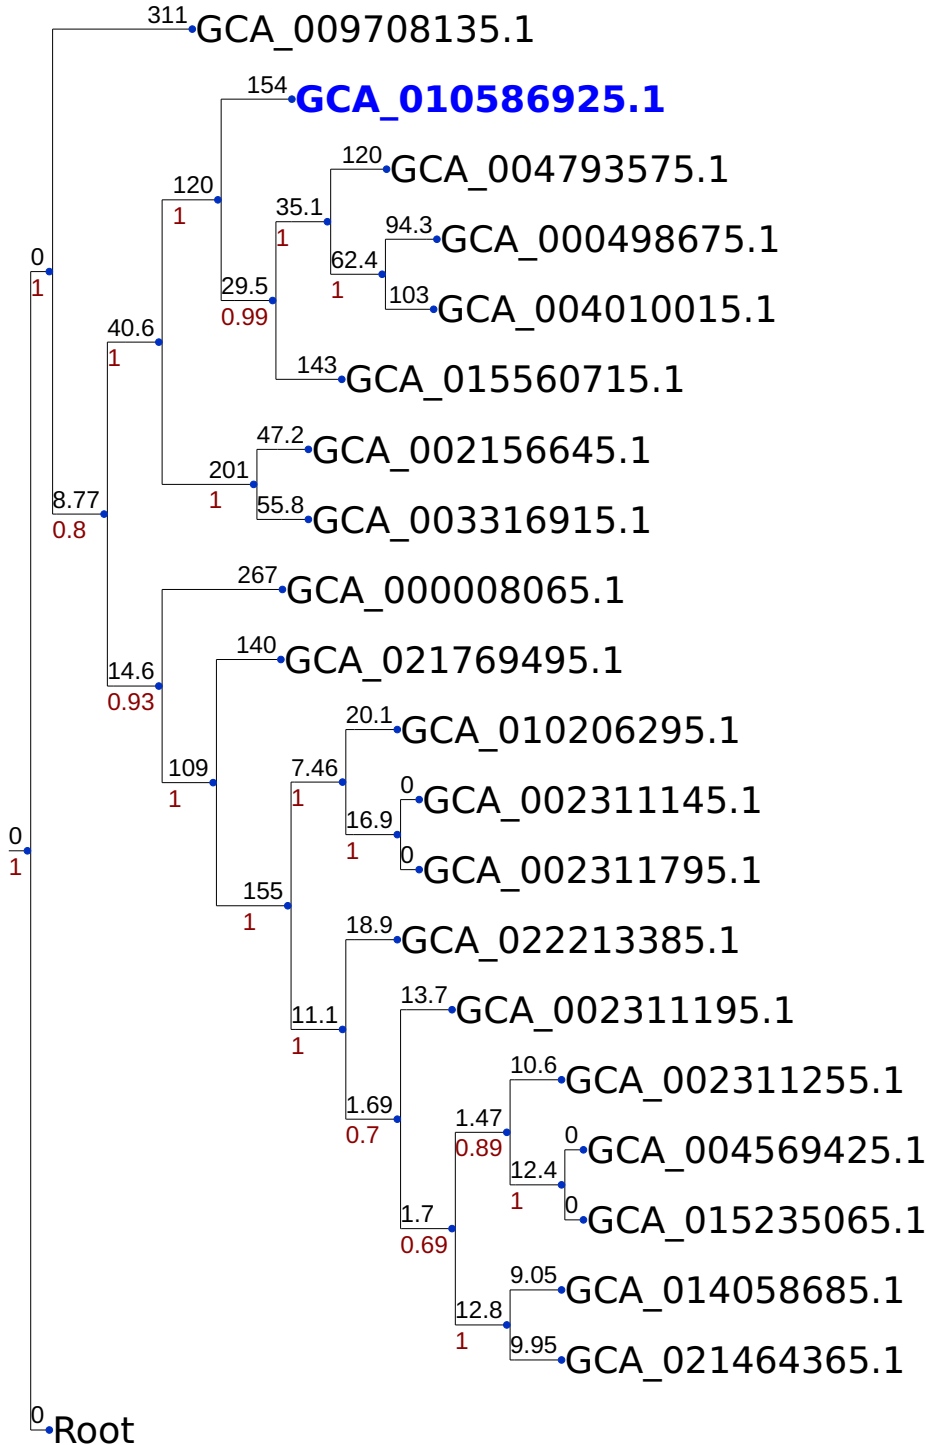 311 GCA_009708135.1
154 GCA_010586925.1
120 GCA_004793575.1
120
1
35.1
1
94.3 GCA_000498675.1
0
1
62.4
1
29.5
0.99
103 GCA_004010015.1
40.6
1
143 GCA_015560715.1
47.2 GCA_002156645.1
201
1
8.77
0.8
55.8 GCA_003316915.1
267 GCA_000008065.1
140 GCA_021769495.1
14.6
0.93
20.1 GCA_010206295.1
109
1
7.46
1
0 GCA_002311145.1
16.9
1
0
1
0 GCA_002311795.1
155
1
18.9 GCA_022213385.1
13.7 GCA_002311195.1
11.1
1
10.6 GCA_002311255.1
1.69
0.7
1.47
0.89
0 GCA_004569425.1
12.4
1
0 GCA_015235065.1
1.7
0.69
9.05 GCA_014058685.1
12.8
1
9.95 GCA_021464365.1
0 Root